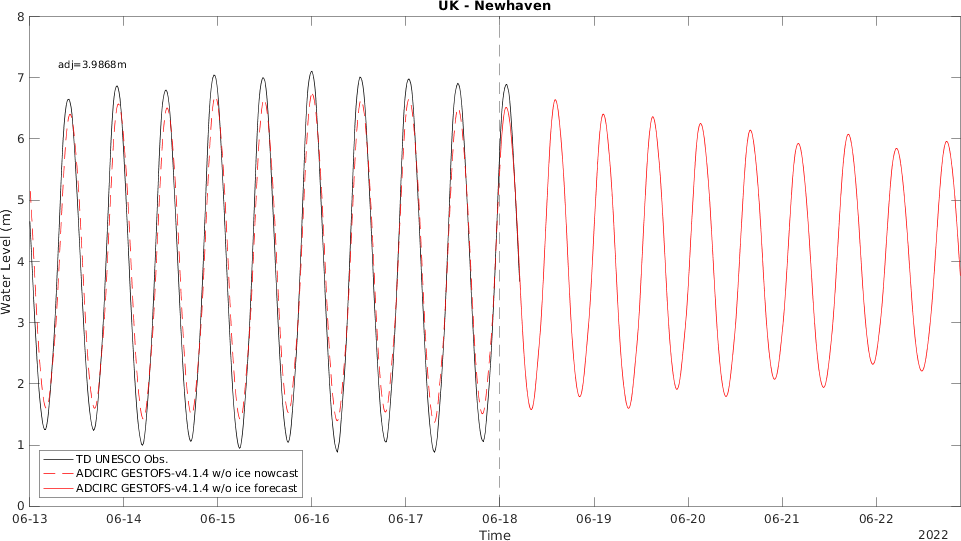 UK - Newhaven
8
adj=3.9868m
7
6
5
4
3
2
1
0
Water Level (m)
TD UNESCO Obs.
ADCIRC GESTOFS-v4.1.4 w/o ice nowcast
ADCIRC GESTOFS-v4.1.4 w/o ice forecast
06-13 06-14 06-15 06-16 06-17 06-18 06-19 06-20 06-21 06-22
Time
2022